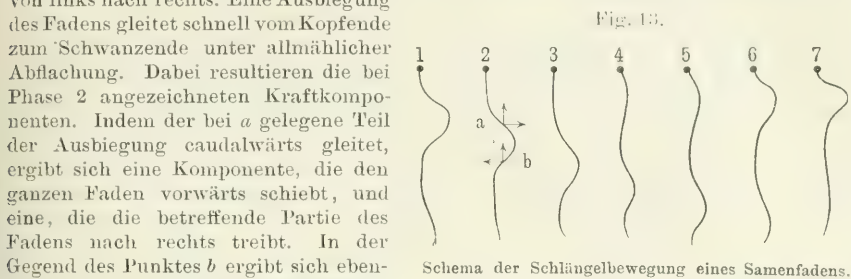 von links nach rechts. Eine Ausbiegung
des Fadens gleitet schnell vom Kopfende
zum Schwanzende unter allmählicher
Abflachung. Dabei resultieren die bei
Phase 2 angezeichneten Kraftkompo-
nenten. Indem der bei a gelegene Teil
der Ausbiegung caudalwärts gleitet,
ergibt sich eine Komponente, die den
ganzen Faden vorwärts schiebt, und
eine, die die betreffende Partie des
Fadens nach rechts treibt. In der
Gegend des Punktes b ergibt sich eben-
Fig. 13.
1 2 3 4 5 6 7
a
b
Schema der Schlängelbewegung eines Samenfadens.